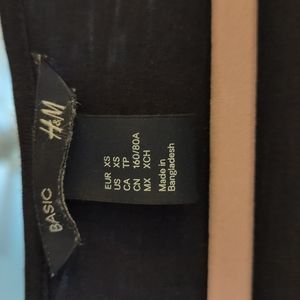 H&M
BASIC
EUR XS
US XS
CA TP
CN 160/80A
MX XCH
Made in
Bangladesh